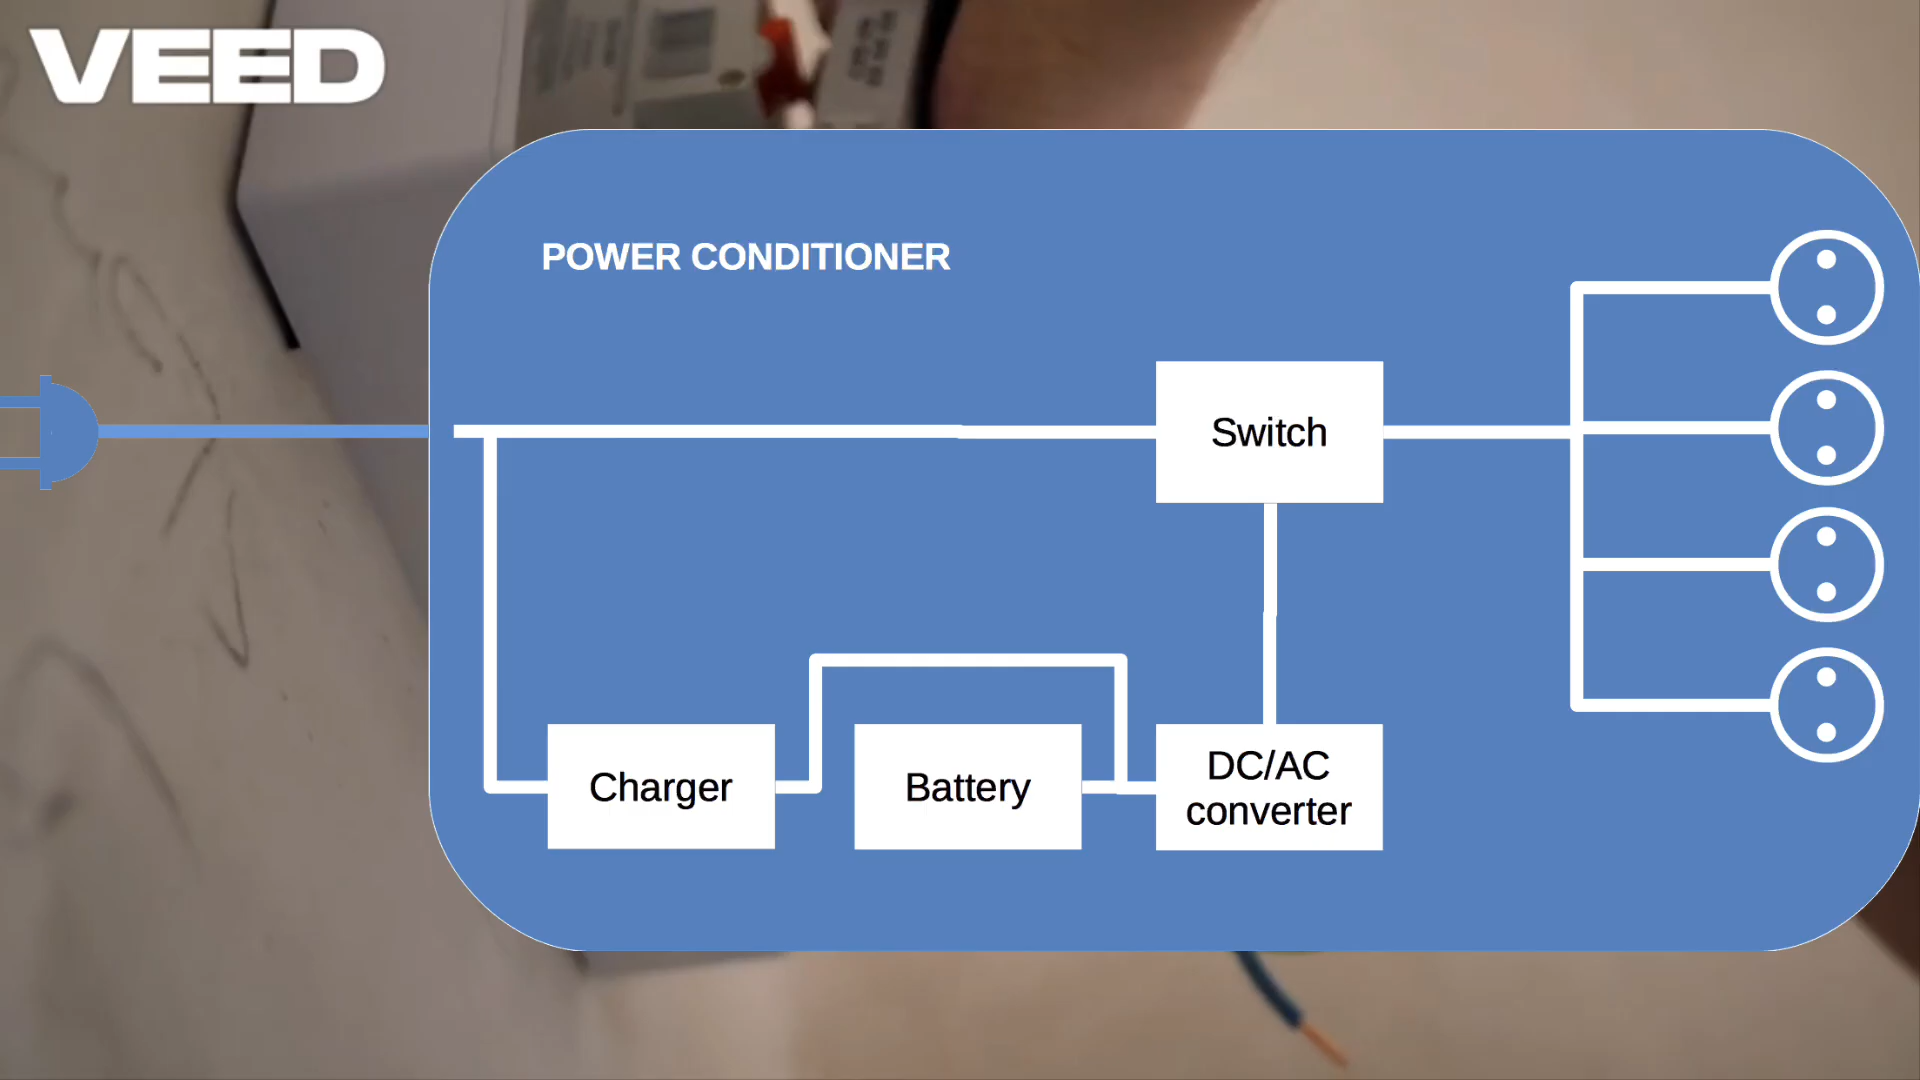 VEED
POWER CONDITIONER
Switch
Charger
Battery
DC/AC
converter